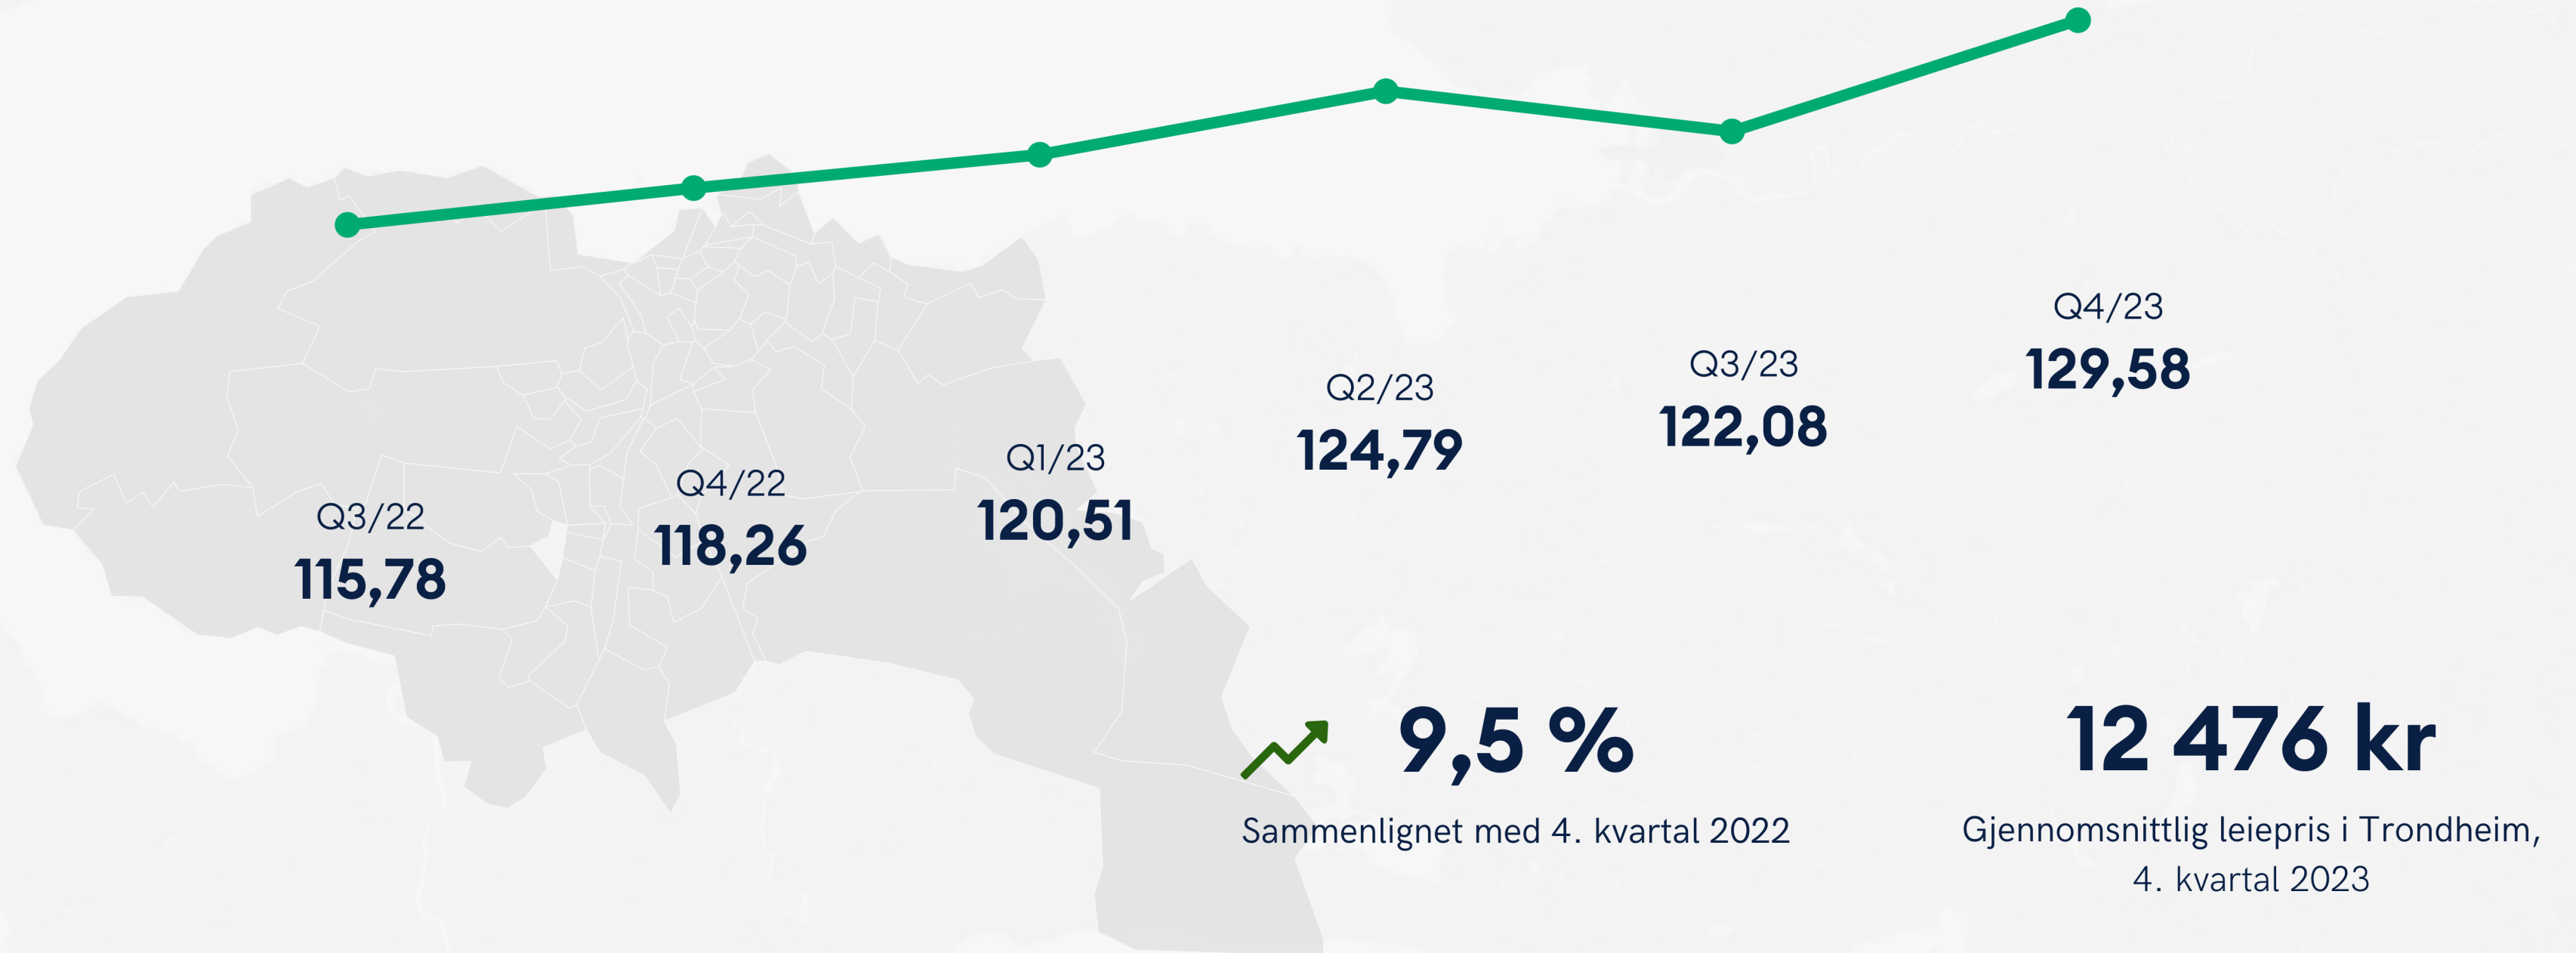 Q3/22
115,78
Q4/22
118,26
Q1/23
120,51
Q2/23
124,79
Q3/23
122,08
Q4/23
129,58
9,5 %
Sammenlignet med 4. kvartal 2022
12 476 kr
Gjennomsnittlig leiepris i Trondheim,
4. kvartal 2023